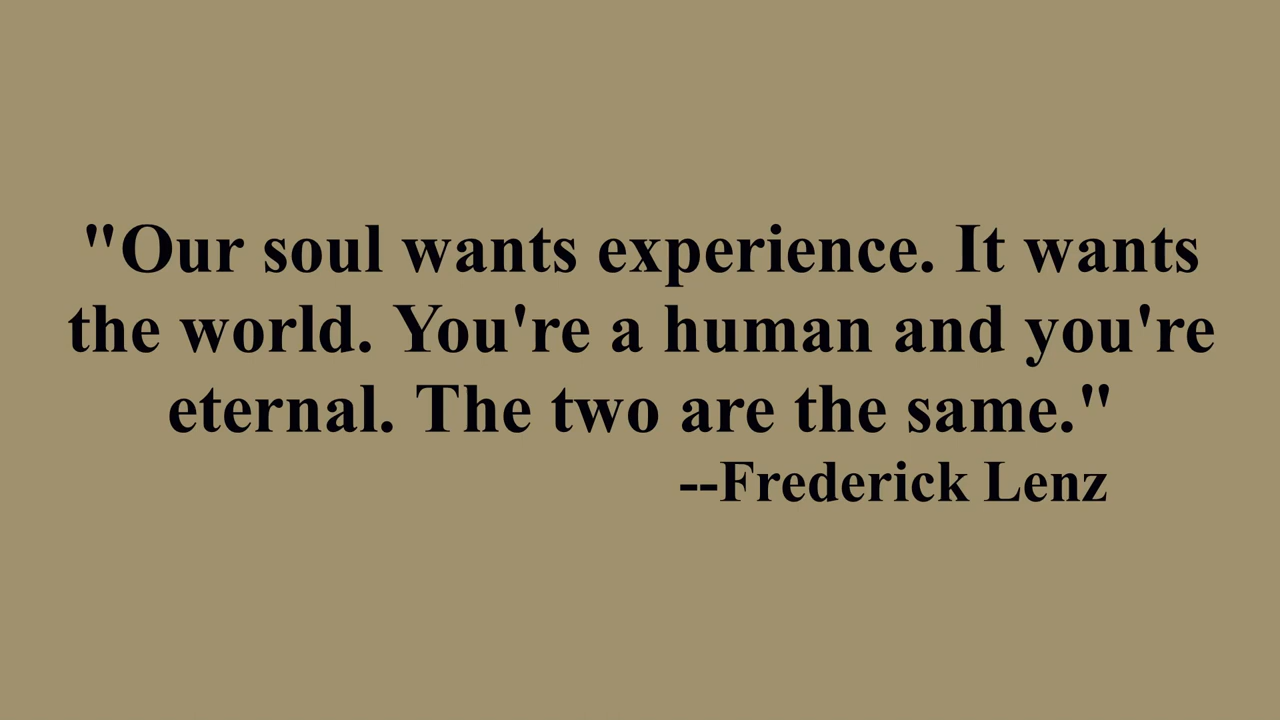 "Our soul wants experience. It wants
the world. You're a human and you're
eternal. The two are the same."
--Frederick Lenz